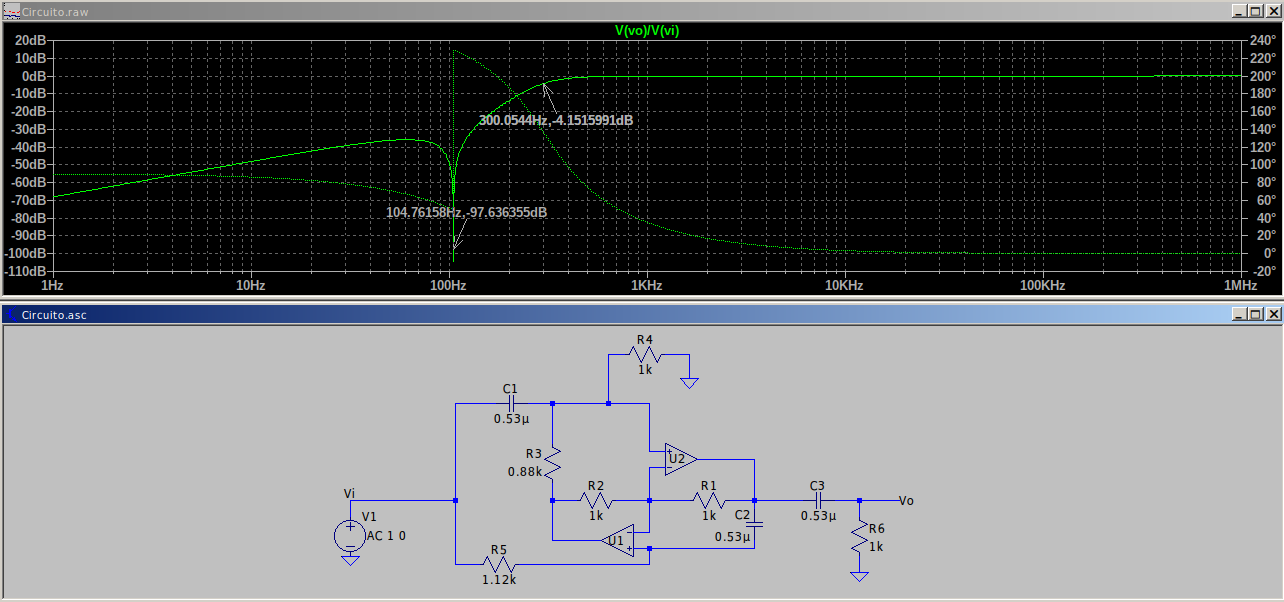 Circuito.raw
V(vo)/V(vi)
20dB
10dB
0dB
-10dB
-20dB
-30dB
-40dB
-50dB
-60dB
-70dB
-80dB
-90dB
-100dB
-110dB
240°
220°
200°
180°
160°
140°
120°
100°
80°
60°
40°
20°
0°
-20°
300.0544Hz,-4.1515991dB
104.76158Hz,-97.636355dB
1Hz 10Hz 100Hz 1KHz 10KHz 100KHz 1MHz
Circuito.asc
R4
1k
C1
0.53µ
R3
0.88k
U2
Vi
V1
AC 1 0
R2
1k
R1
1k
C2
0.53µ
C3
0.53µ
Vo
R6
1k
U1
R5
1.12k